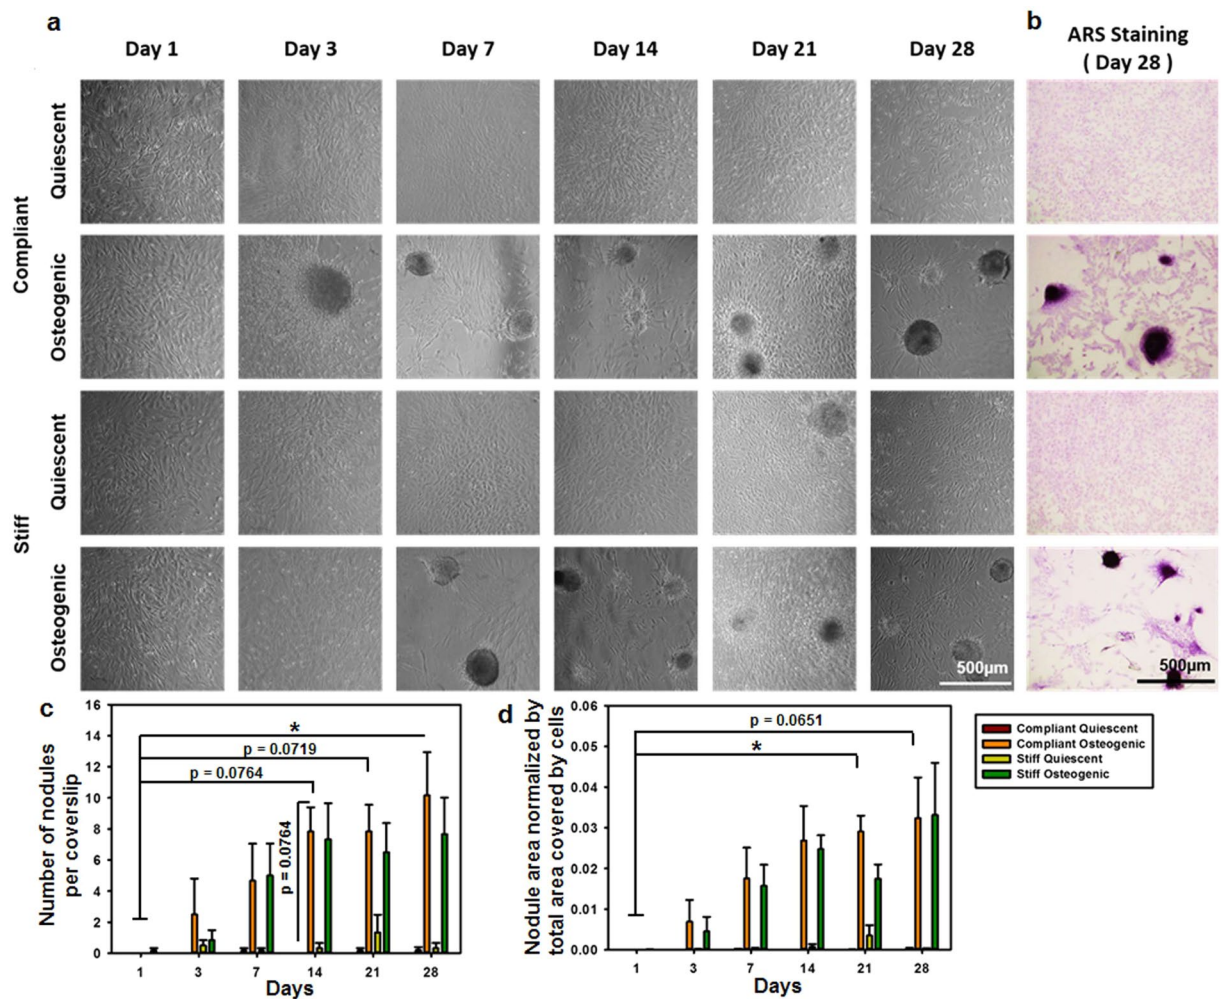 a
b
Day 1 Day 3 Day 7 Day 14 Day 21 Day 28
ARS Staining
( Day 28 )
Compliant
Quiescent
Osteogenic
Stiff
Quiescent
Osteogenic
500µm
500µm
c
16
14
12
10
8
6
4
2
0
Number of nodules
per coverslip
*
p = 0.0719
p = 0.0764
p = 0.0764
1 3 7 14 21 28
Days
d
0.06
0.05
0.04
0.03
0.02
0.01
0.00
Nodule area normalized by
total area covered by cells
p = 0.0651
*
1 3 7 14 21 28
Days
Compliant Quiescent
Compliant Osteogenic
Stiff Quiescent
Stiff Osteogenic